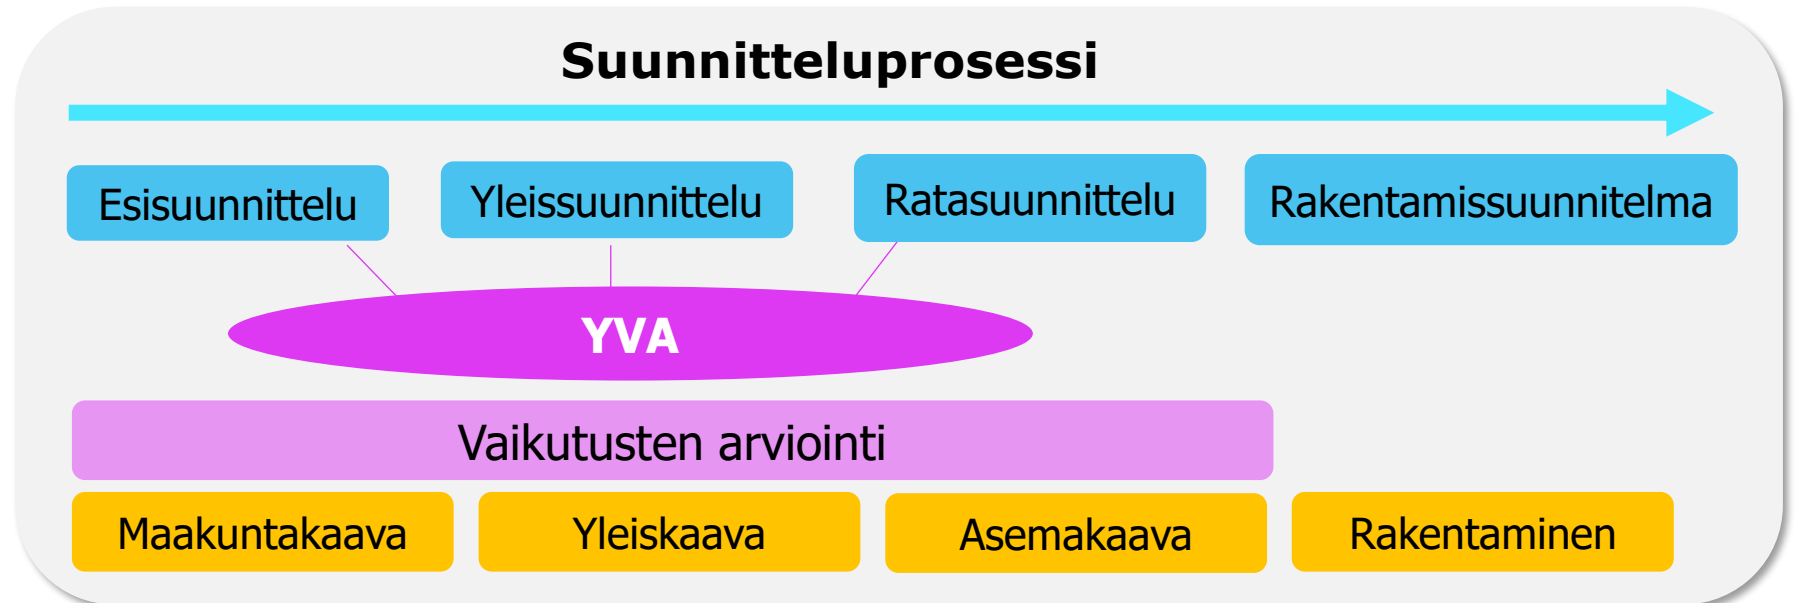 Suunnitteluprosessi
Esisuunnittelu
Yleissuunnittelu
Ratasuunnittelu
Rakentamissuunnitelma
YVA
Vaikutusten arviointi
Maakuntakaava
Yleiskaava
Asemakaava
Rakentaminen